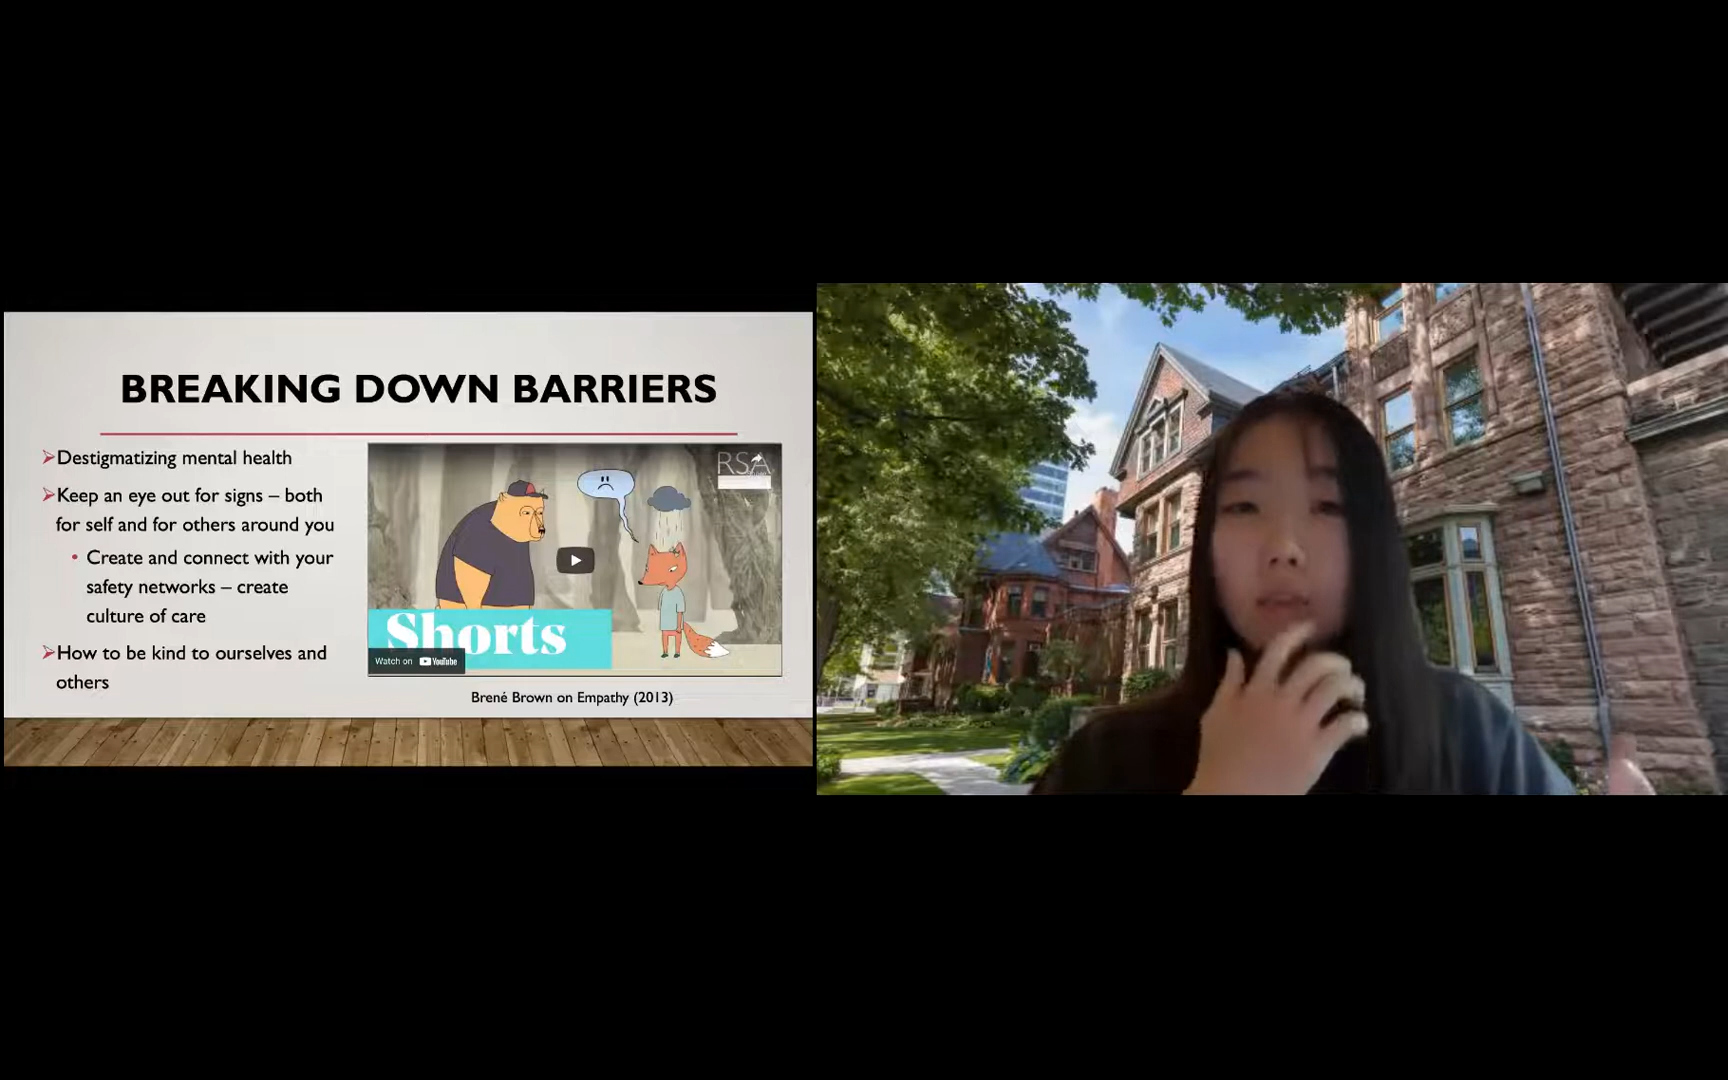 BREAKING DOWN BARRIERS
➢Destigmatizing mental health
➢Keep an eye out for signs – both
for self and for others around you
• Create and connect with your
safety networks – create
culture of care
➢How to be kind to ourselves and
others
RSA
Shorts
Watch on YouTube
Brené Brown on Empathy (2013)